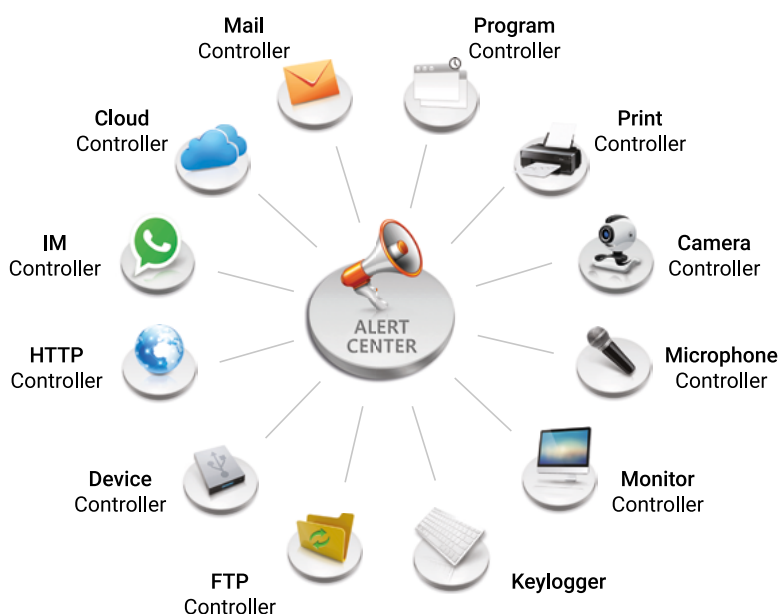 Mail
Controller
Program
Controller
Cloud
Controller
Print
Controller
IM
Controller
Camera
Controller
ALERT
CENTER
HTTP
Controller
Microphone
Controller
Device
Controller
Monitor
Controller
FTP
Controller
Keylogger